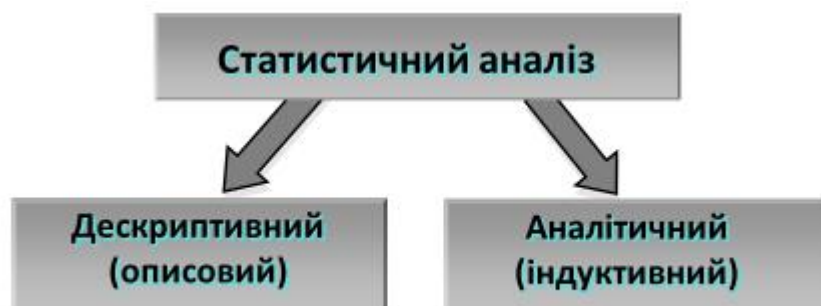 Статистичний аналіз
Дескриптивний
(описовий)
Аналітичний
(індуктивний)